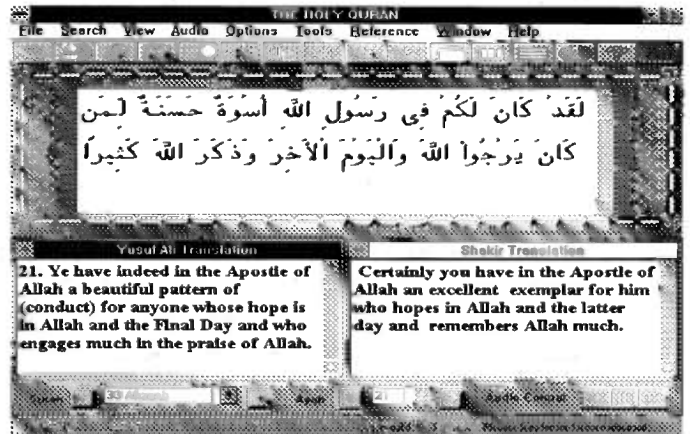 THE HOLY QURAN
File Search View Audio Options Tools Reference Window Help
لَقَدْ كَانَ لَكُمْ فِى رَسُولِ اللَّهِ أُسْوَةٌ حَسَنَةٌ لِّمَن
كَانَ يَرْجُوا۟ اللَّهَ وَالْيَوْمَ الْآخِرَ وَذَكَرَ اللَّهَ كَثِيرًا
Yusuf Ali Translation
21. Ye have indeed in the Apostle of
Allah a beautiful pattern of
(conduct) for anyone whose hope is
in Allah and the Final Day and who
engages much in the praise of Allah.
Shakir Translation
Certainly you have in the Apostle of
Allah an excellent exemplar for him
who hopes in Allah and the latter
day and remembers Allah much.
Surah
33
Ayah
21
Audio Control